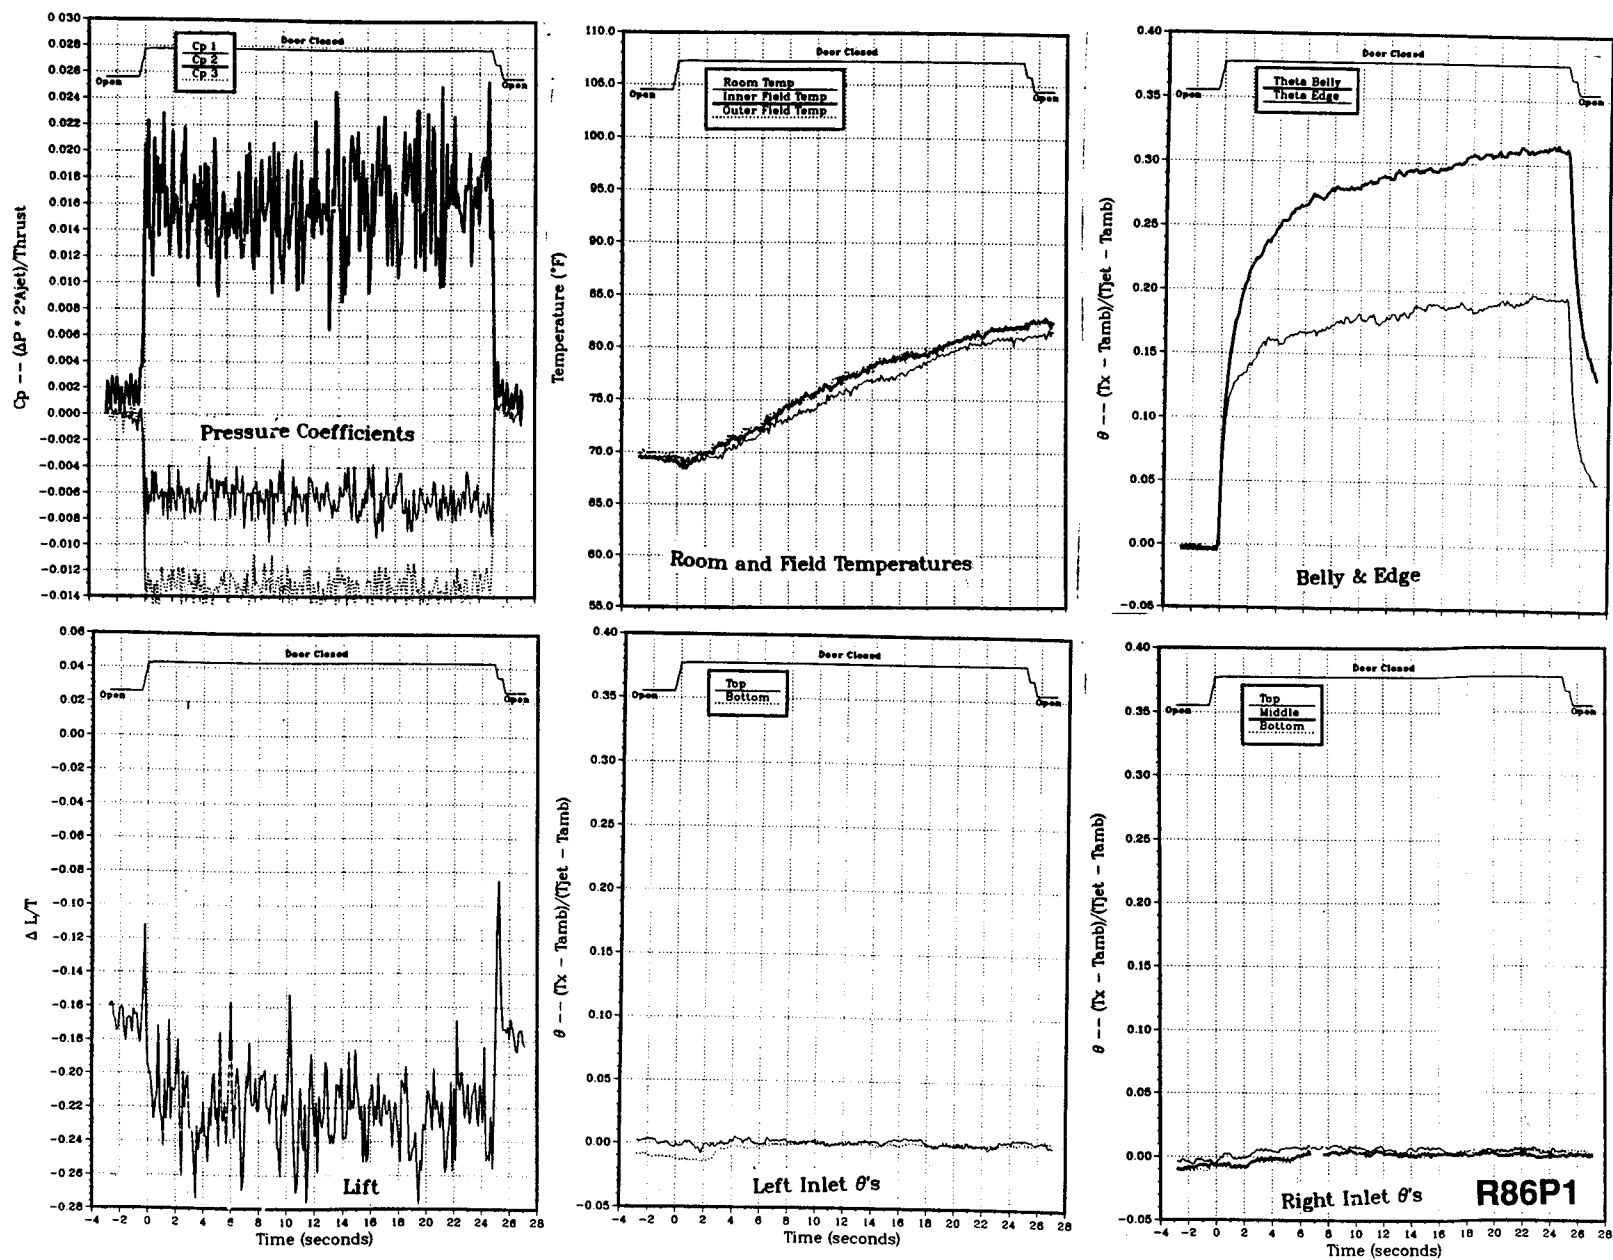 0.030
0.028
0.026
0.024
0.022
0.020
0.018
0.016
0.014
0.012
0.010
0.008
0.006
0.004
0.002
0.000
-0.002
-0.004
-0.006
-0.008
-0.010
-0.012
-0.014
Cp -- (ΔP * 2*Ajet)/Thrust
Door Closed
Open
Open
Cp 1
Cp 2
Cp 3
Pressure Coefficients
110.0
105.0
100.0
95.0
90.0
85.0
80.0
75.0
70.0
65.0
60.0
55.0
Temperature (°F)
Door Closed
Open
Open
Room Temp
Inner Field Temp
Outer Field Temp
Room and Field Temperatures
0.40
0.35
0.30
0.25
0.20
0.15
0.10
0.05
0.00
-0.05
θ -- (Tx - Tamb)/(Tjet - Tamb)
Door Closed
Open
Open
Theta Belly
Theta Edge
Belly & Edge
0.06
0.04
0.02
0.00
-0.02
-0.04
-0.06
-0.08
-0.10
-0.12
-0.14
-0.16
-0.18
-0.20
-0.22
-0.24
-0.26
-0.28
Δ L/T
Door Closed
Open
Open
Lift
-4 -2 0 2 4 6 8 10 12 14 16 18 20 22 24 26 28
Time (seconds)
0.40
0.35
0.30
0.25
0.20
0.15
0.10
0.05
0.00
-0.05
θ -- (Tx - Tamb)/(Tjet - Tamb)
Door Closed
Open
Open
Top
Bottom
Left Inlet θ's
-4 -2 0 2 4 6 8 10 12 14 16 18 20 22 24 26 28
Time (seconds)
0.40
0.35
0.30
0.25
0.20
0.15
0.10
0.05
0.00
-0.05
θ -- (Tx - Tamb)/(Tjet - Tamb)
Door Closed
Open
Open
Top
Middle
Bottom
Right Inlet θ's
R86P1
-4 -2 0 2 4 6 8 10 12 14 16 18 20 22 24 26 28
Time (seconds)